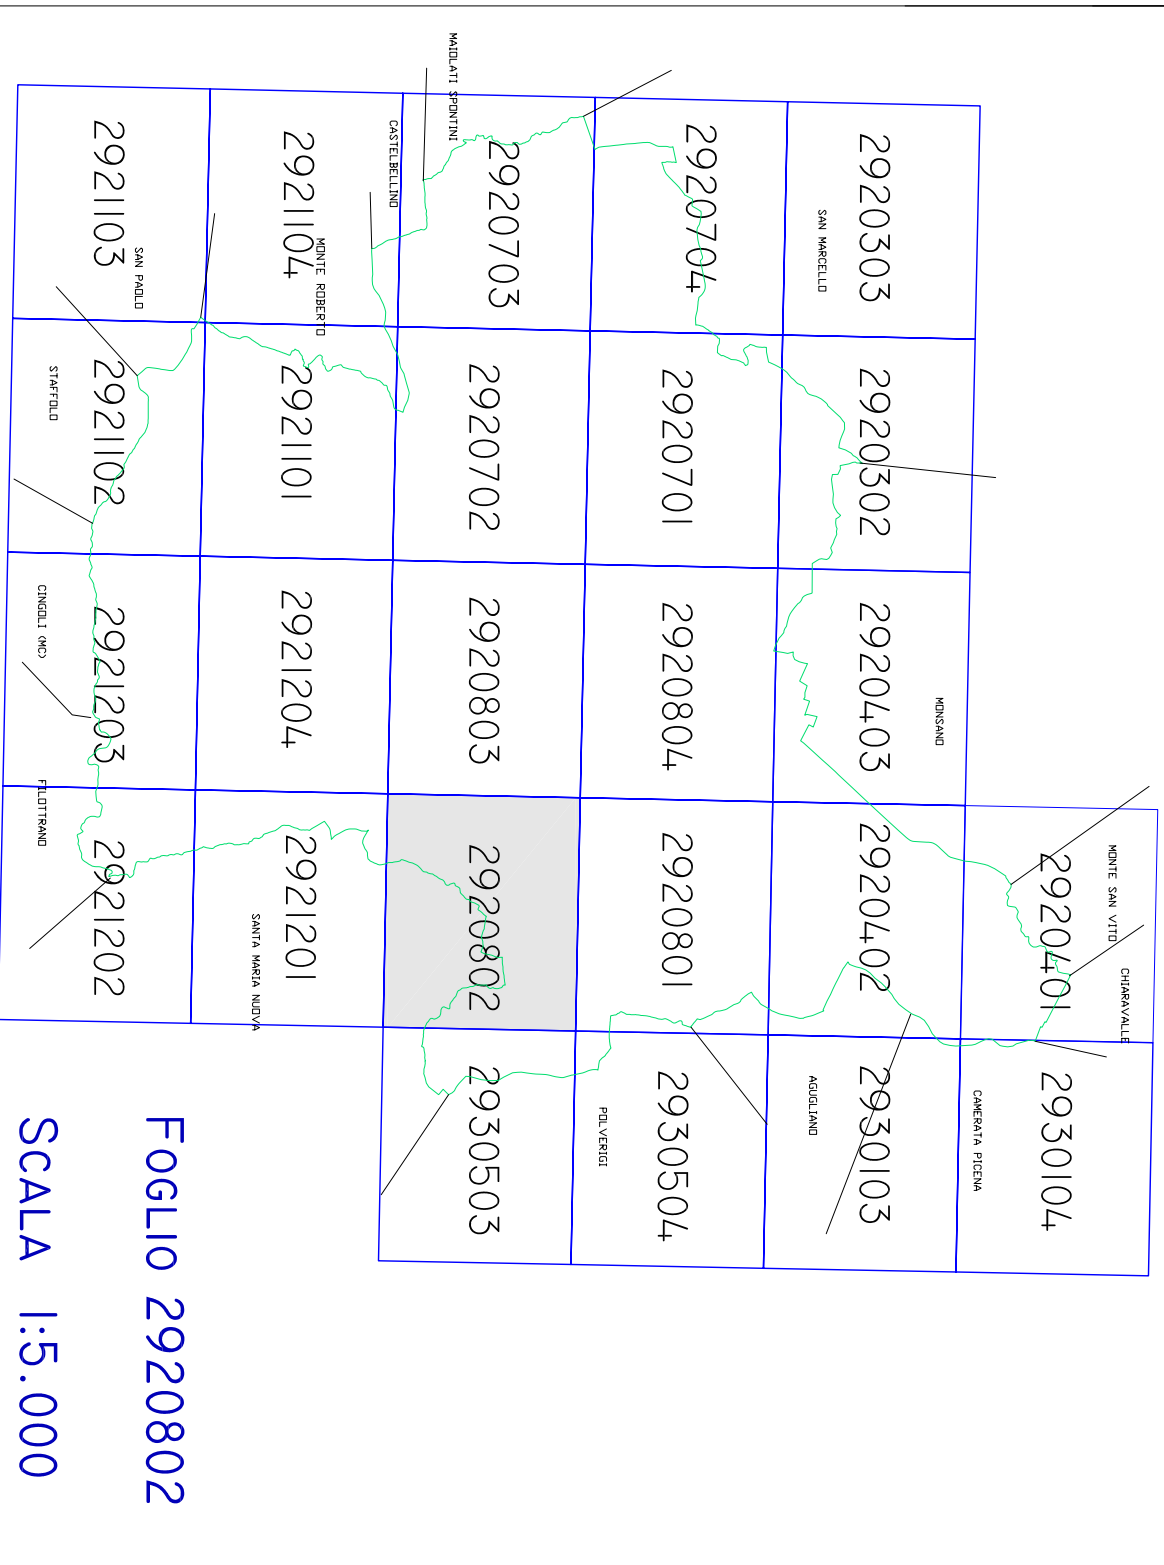 CHIARAVALLE
MONTE SAN VITO
2920401
2930104
CAMERATA PICENA
MONSANO
2920303
2920302
2920403
2920402
2930103
SAN MARCELLO
AGUGLIANO
2920704
2920701
2920804
2920801
2930504
POLVERIGI
2920703
2920702
2920803
2920802
2930503
MAIOLATI SPONTINI
CASTELBELLINO
MONTE ROBERTO
2921104
2921101
2921204
2921201
SANTA MARIA NUOVA
SAN PAOLO
2921103
2921102
2921203
2921202
STAFFOLO
CINGOLI (MC)
FILOTTRANO
FOGLIO 2920802
SCALA 1:5.000